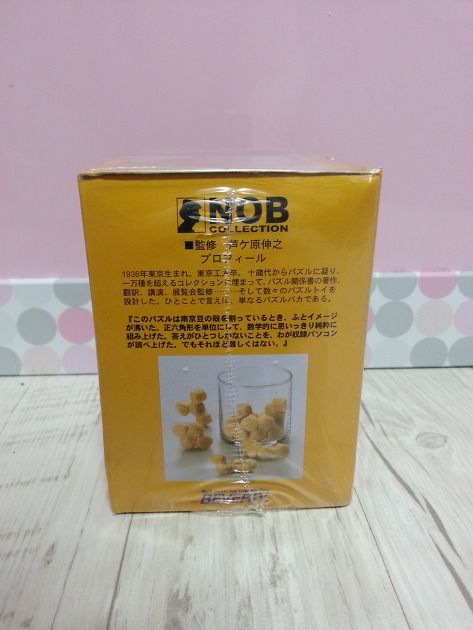 NOB
COLLECTION
■監修 芦ケ原伸之
プロフィール
1936年東京生まれ。東京工大卒。十歳代からパズルに凝り、
一万種を超えるコレクションに埋まって、パズル関係書の著作、
翻訳、講演、展覧会監修………そして数々のパズルトイを
設計した。ひとことで言えば、単なるパズルバカである。
『このパズルは南京豆の殻を割っているとき、ふとイメージ
が沸いた。正六角形を単位にして、数学的に思いっきり純粋に
組み上げた。答えがひとつしかないことを、わが奴隷パソコン
が調べ上げた。でもそれほど難しくはない。』
BEVERLY